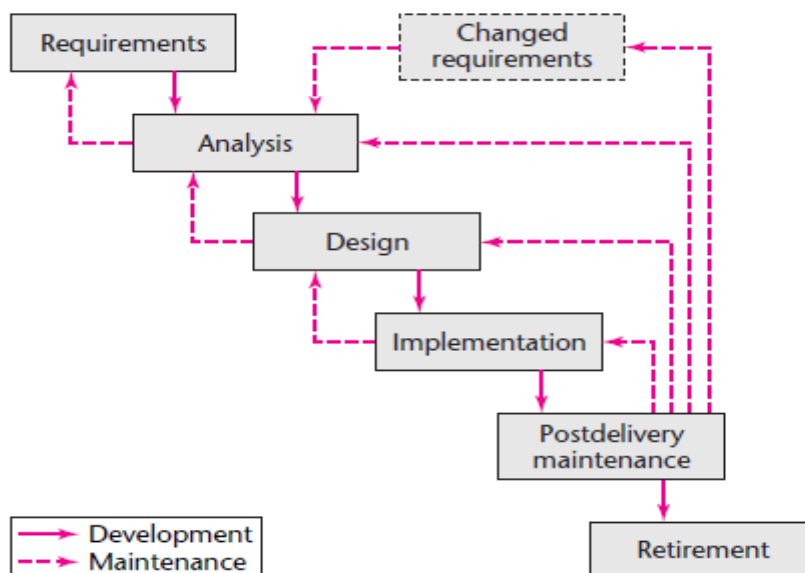 Requirements
Changed
requirements
Analysis
Design
Implementation
Postdelivery
maintenance
Retirement
Development
Maintenance